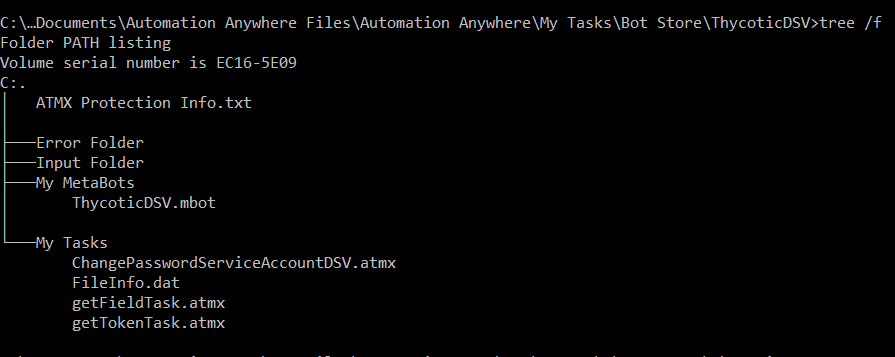 C:\…Documents\Automation Anywhere Files\Automation Anywhere\My Tasks\Bot Store\ThycoticDSV>tree /f
Folder PATH listing
Volume serial number is EC16-5E09
C:.
│   ATMX Protection Info.txt
│
├───Error Folder
├───Input Folder
├───My MetaBots
│       ThycoticDSV.mbot
│
└───My Tasks
        ChangePasswordServiceAccountDSV.atmx
        FileInfo.dat
        getFieldTask.atmx
        getTokenTask.atmx